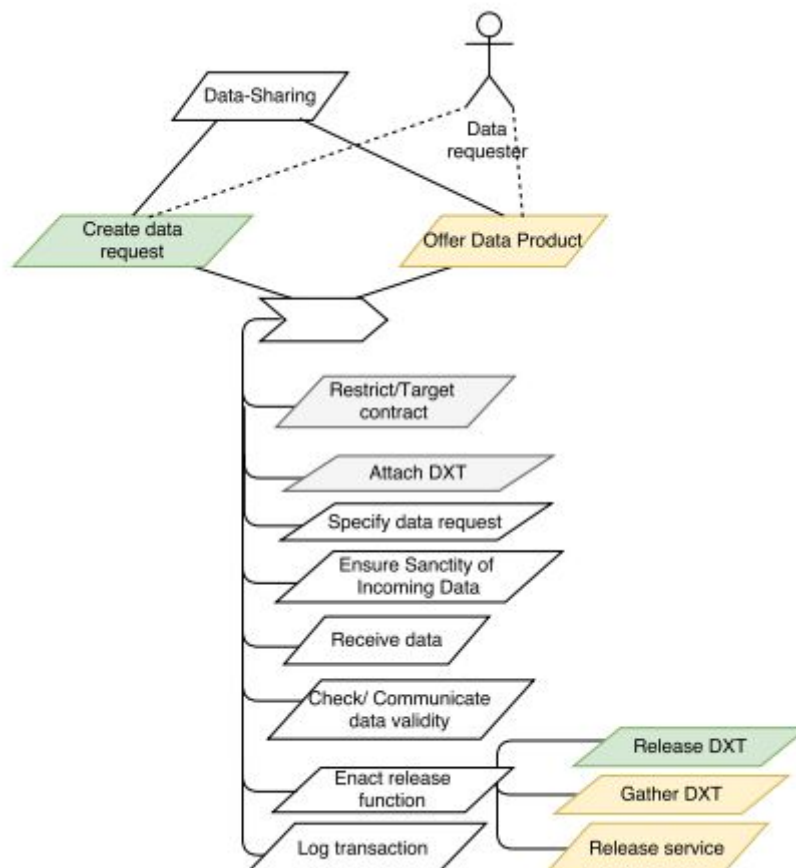 Data-Sharing
Data
requester
Create data
request
Offer Data Product
Restrict/Target
contract
Attach DXT
Specify data request
Ensure Sanctity of
Incoming Data
Receive data
Check/ Communicate
data validity
Release DXT
Enact release
function
Gather DXT
Log transaction
Release service